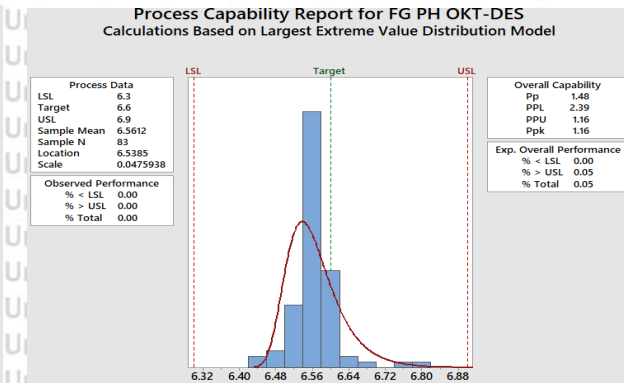 Process Capability Report for FG PH OKT-DES
Calculations Based on Largest Extreme Value Distribution Model
LSL Target USL
Process Data
LSL 6.3
Target 6.6
USL 6.9
Sample Mean 6.5612
Sample N 83
Location 6.5385
Scale 0.0475938
Observed Performance
% < LSL 0.00
% > USL 0.00
% Total 0.00
Overall Capability
Pp 1.48
PPL 2.39
PPU 1.16
Ppk 1.16
Exp. Overall Performance
% < LSL 0.00
% > USL 0.05
% Total 0.05
6.32 6.40 6.48 6.56 6.64 6.72 6.80 6.88